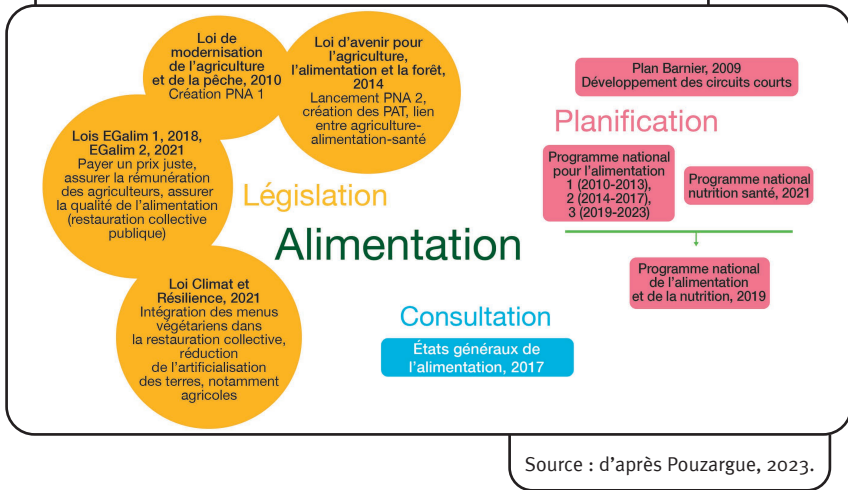 Loi de
modernisation
de l'agriculture
et de la pêche, 2010
Création PNA 1
Loi d'avenir pour
l'agriculture,
l'alimentation et la forêt,
2014
Lancement PNA 2,
création des PAT, lien
entre agriculture-
alimentation-santé
Lois EGalim 1, 2018,
EGalim 2, 2021
Payer un prix juste,
assurer la rémunération
des agriculteurs, assurer
la qualité de l'alimentation
(restauration collective
publique)
Législation
Alimentation
Loi Climat et
Résilience, 2021
Intégration des menus
végétariens dans
la restauration collective,
réduction
de l'artificialisation
des terres, notamment
agricoles
Plan Barnier, 2009
Développement des circuits courts
Planification
Programme national
pour l'alimentation
1 (2010-2013),
2 (2014-2017),
3 (2019-2023)
Programme national
nutrition santé, 2021
Programme national
de l'alimentation
et de la nutrition, 2019
Consultation
États généraux de
l'alimentation, 2017
Source : d'après Pouzargue, 2023.